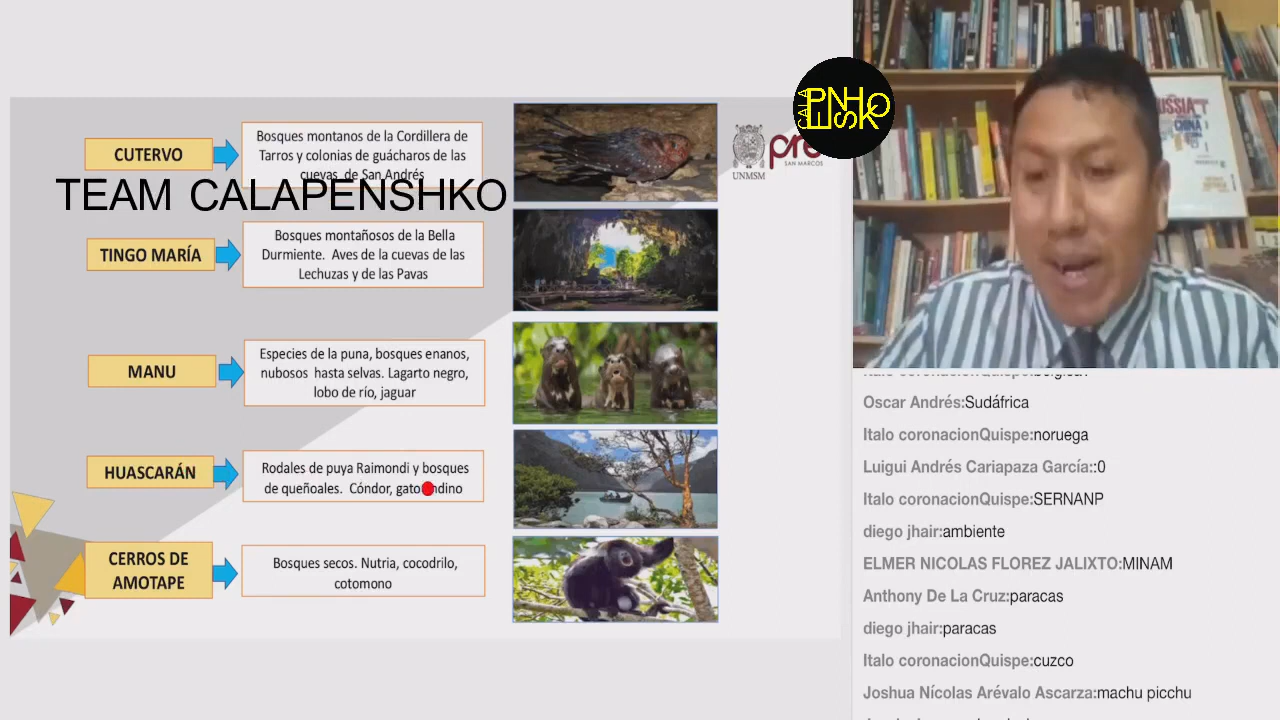 CUTERVO
Bosques montanos de la Cordillera de
Tarros y colonias de guácharos de las
cuevas de San Andrés
TEAM CALAPENSHKO
TINGO MARÍA
Bosques montañosos de la Bella
Durmiente. Aves de la cuevas de las
Lechuzas y de las Pavas
MANU
Especies de la puna, bosques enanos,
nubosos hasta selvas. Lagarto negro,
lobo de río, jaguar
HUASCARÁN
Rodales de puya Raimondi y bosques
de queñoales. Cóndor, gato andino
CERROS DE
AMOTAPE
Bosques secos. Nutria, cocodrilo,
cotomono
UNMSM
pre
SAN MARCOS
CALA
PENSHKO
RUSSIA
CHINA
Oscar Andrés:Sudáfrica
Italo coronacionQuispe:noruega
Luigui Andrés Cariapaza García::0
Italo coronacionQuispe:SERNANP
diego jhair:ambiente
ELMER NICOLAS FLOREZ JALIXTO:MINAM
Anthony De La Cruz:paracas
diego jhair:paracas
Italo coronacionQuispe:cuzco
Joshua Nícolas Arévalo Ascarza:machu picchu